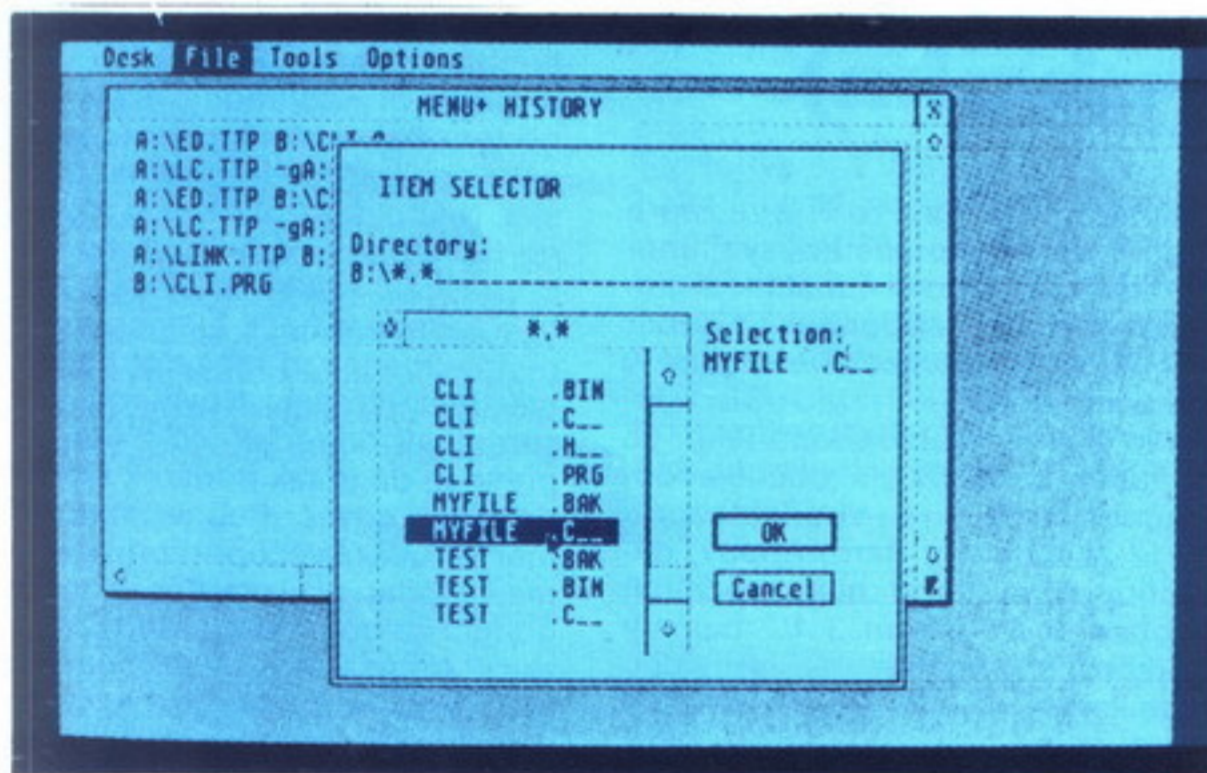 Desk File Tools Options
MENU+ HISTORY
A:\ED.TTP B:\CLI.C
A:\LC.TTP -gA:
A:\ED.TTP B:\C
A:\LC.TTP -gA:
A:\LINK.TTP B:
B:\CLI.PRG
ITEM SELECTOR
Directory:
B:\*.*
*.*
Selection:
MYFILE .C__
CLI .BIN
CLI .C__
CLI .H__
CLI .PRG
MYFILE .BAK
MYFILE .C__
TEST .BAK
TEST .BIN
TEST .C__
OK
Cancel